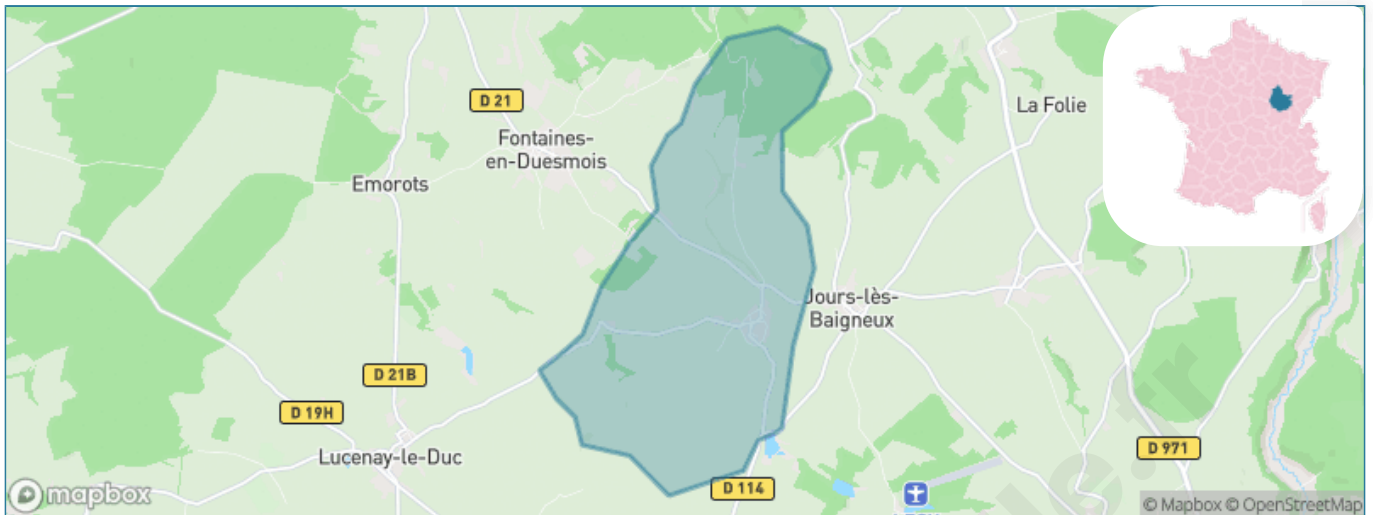 La Folie
D 21
Fontaines-
en-Duesmois
Emorots
Jours-lès-
Baigneux
D 21B
D 19H
Lucenay-le-Duc
D 971
D 114
mapbox
© Mapbox © OpenStreetMap